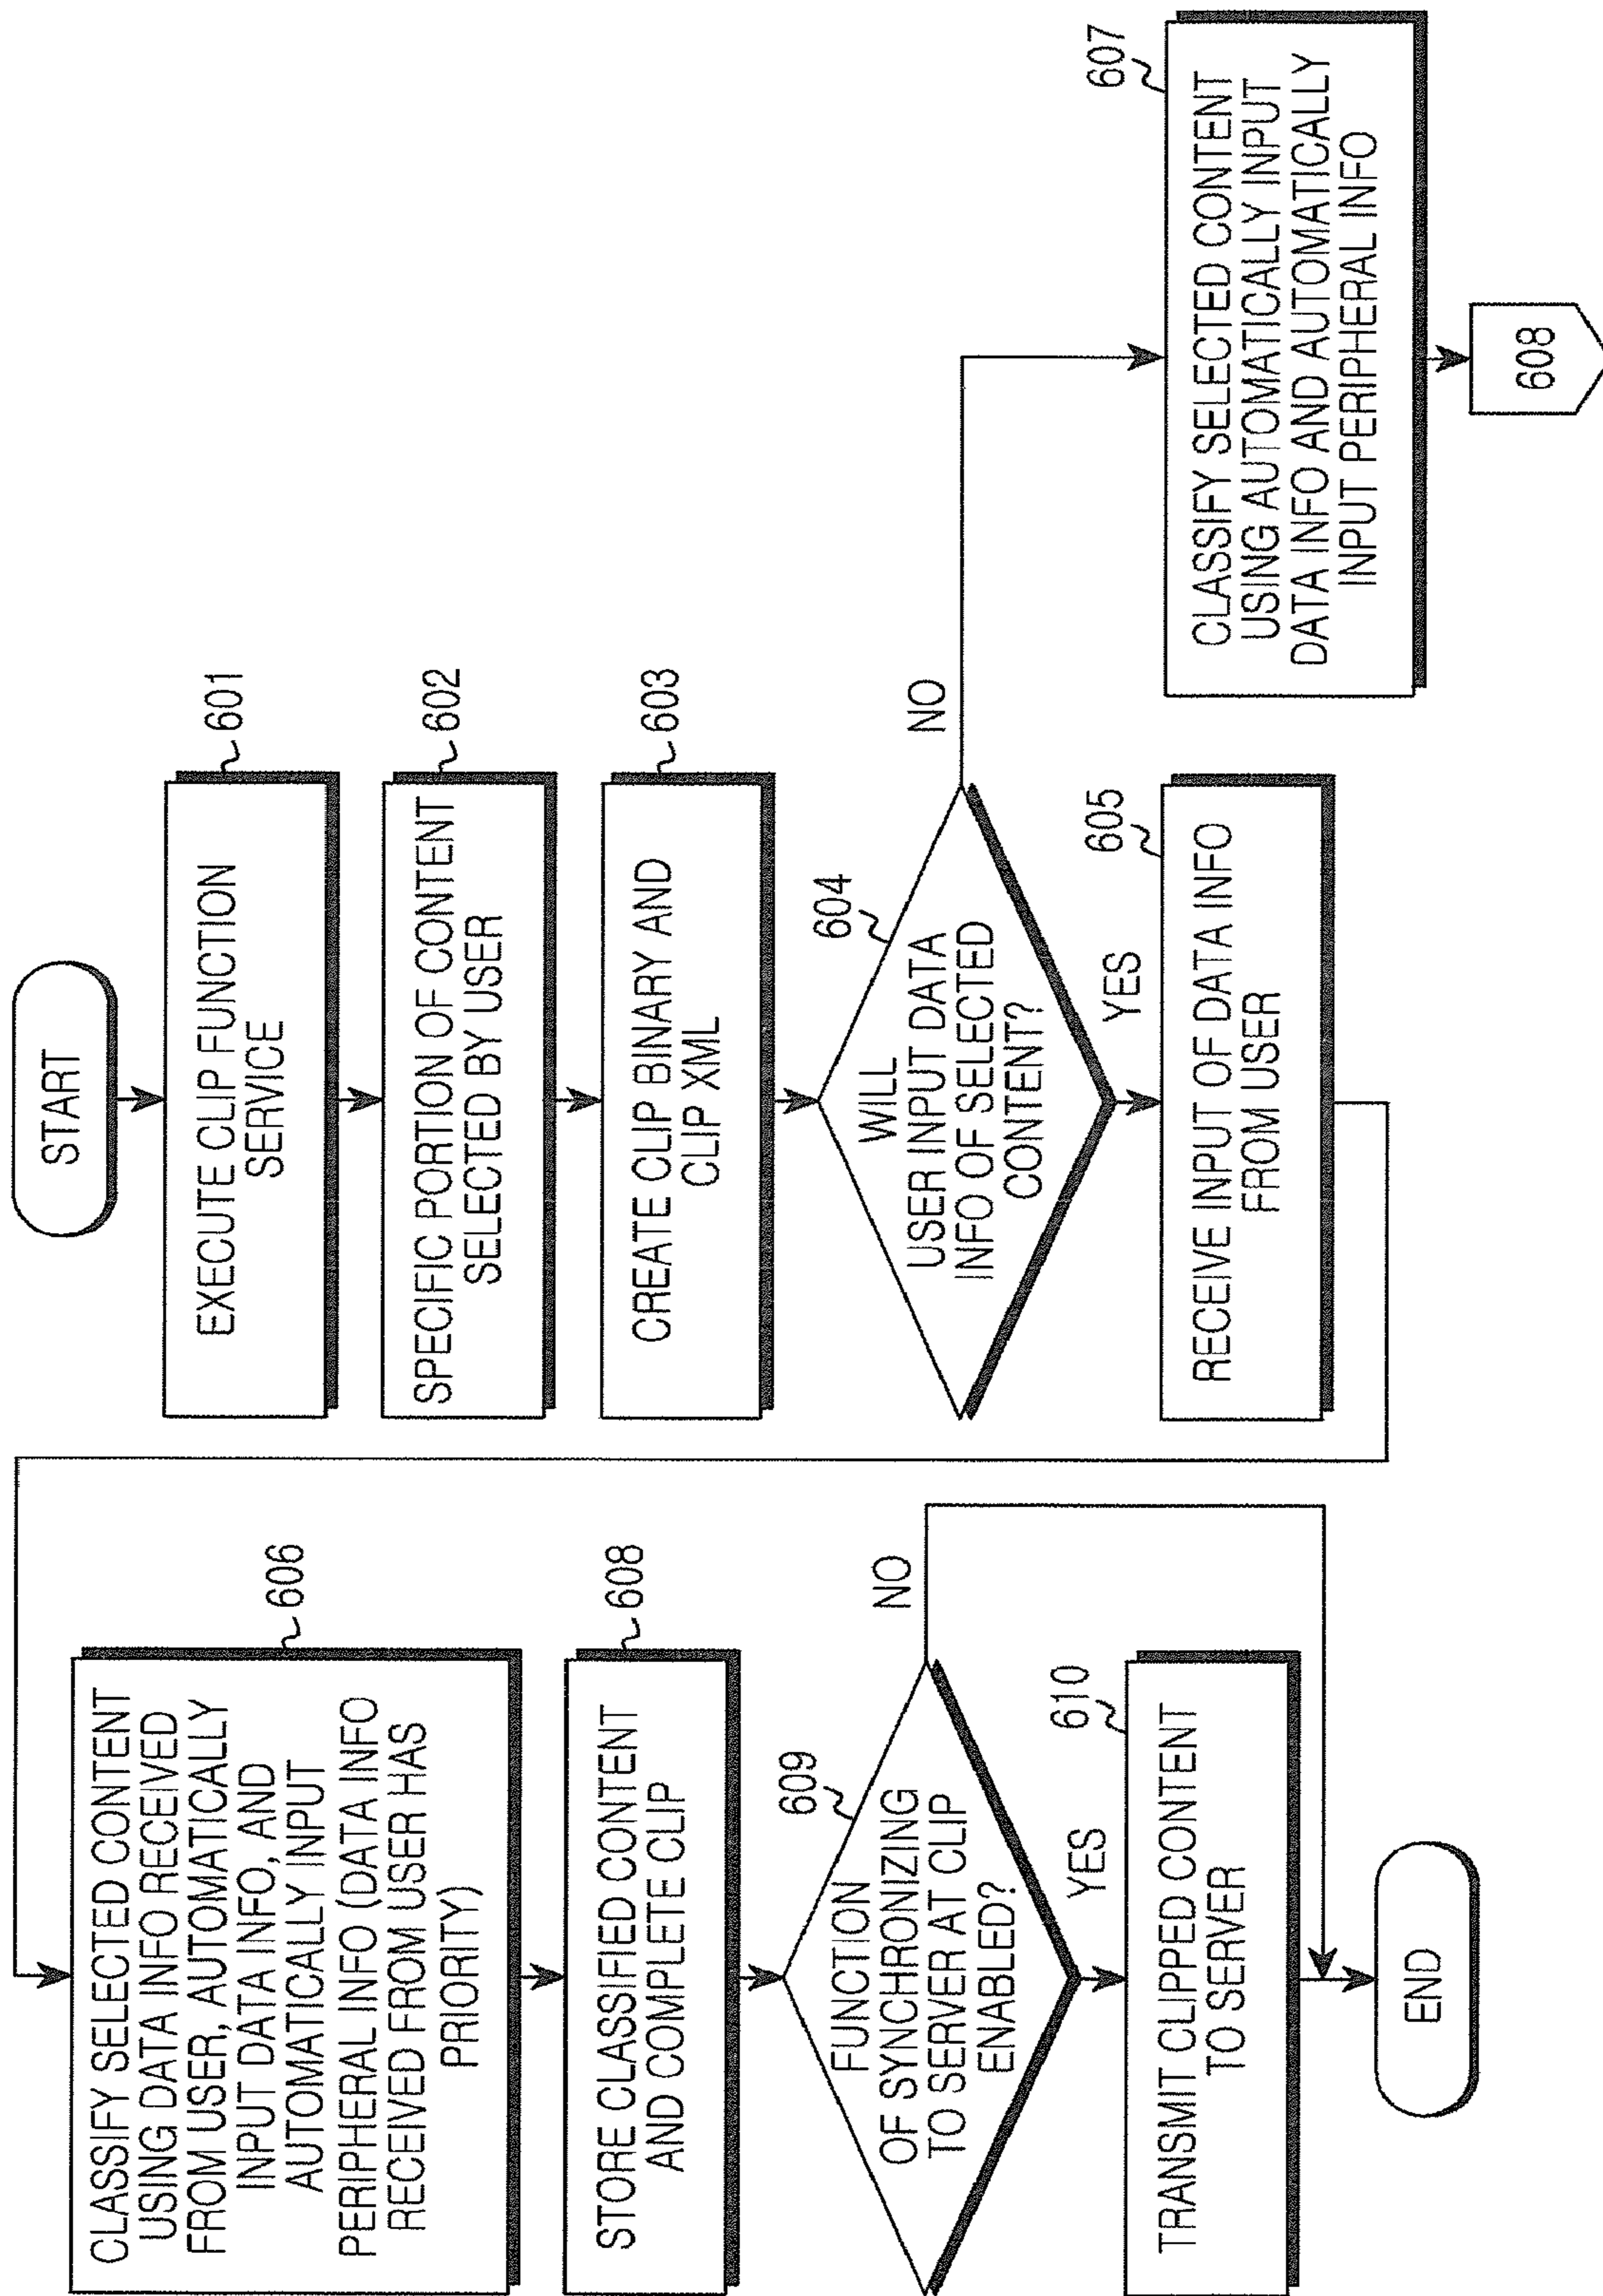 START
EXECUTE CLIP FUNCTION
SERVICE
601
SPECIFIC PORTION OF CONTENT
SELECTED BY USER
602
CREATE CLIP BINARY AND
CLIP XML
603
WILL
USER INPUT DATA
INFO OF SELECTED
CONTENT?
604
NO
YES
RECEIVE INPUT OF DATA INFO
FROM USER
605
CLASSIFY SELECTED CONTENT
USING AUTOMATICALLY INPUT
DATA INFO AND AUTOMATICALLY
INPUT PERIPHERAL INFO
607
608
CLASSIFY SELECTED CONTENT
USING DATA INFO RECEIVED
FROM USER, AUTOMATICALLY
INPUT DATA INFO, AND
AUTOMATICALLY INPUT
PERIPHERAL INFO (DATA INFO
RECEIVED FROM USER HAS
PRIORITY)
606
STORE CLASSIFIED CONTENT
AND COMPLETE CLIP
608
FUNCTION
OF SYNCHRONIZING
TO SERVER AT CLIP
ENABLED?
609
NO
YES
TRANSMIT CLIPPED CONTENT
TO SERVER
610
END